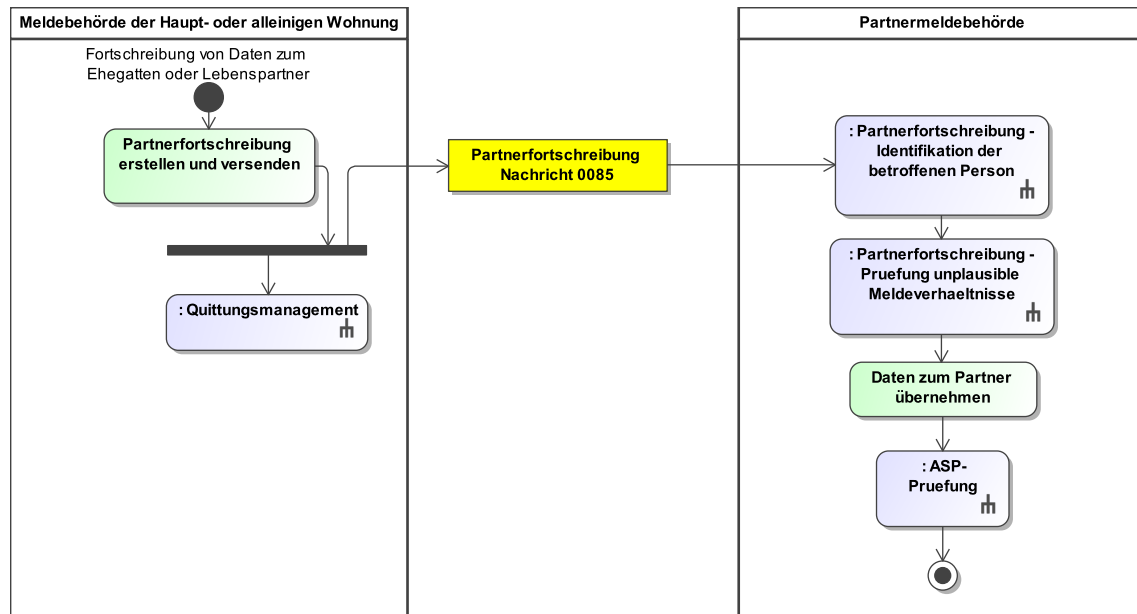 Meldebehörde der Haupt- oder alleinigen Wohnung
Fortschreibung von Daten zum
Ehegatten oder Lebenspartner
Partnerfortschreibung
erstellen und versenden
: Quittungsmanagement
Partnerfortschreibung
Nachricht 0085
Partnermeldebehörde
: Partnerfortschreibung -
Identifikation der
betroffenen Person
: Partnerfortschreibung -
Pruefung unplausible
Meldeverhaeltnisse
Daten zum Partner
übernehmen
: ASP-
Pruefung